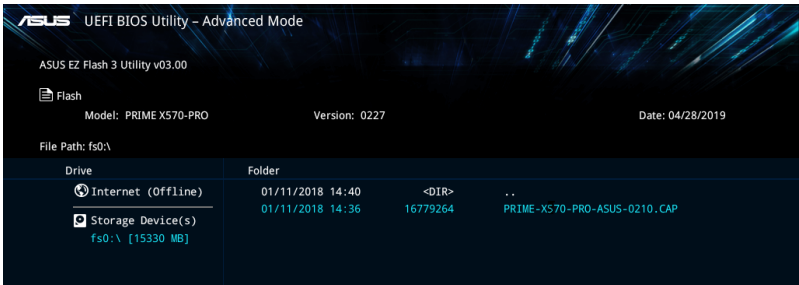 ASUS UEFI BIOS Utility – Advanced Mode
ASUS EZ Flash 3 Utility v03.00
Flash
Model: PRIME X570-PRO Version: 0227 Date: 04/28/2019
File Path: fs0:\
Drive Folder
Internet (Offline) 01/11/2018 14:40 <DIR> ..
01/11/2018 14:36 16779264 PRIME-X570-PRO-ASUS-0210.CAP
Storage Device(s)
fs0:\ [15330 MB]